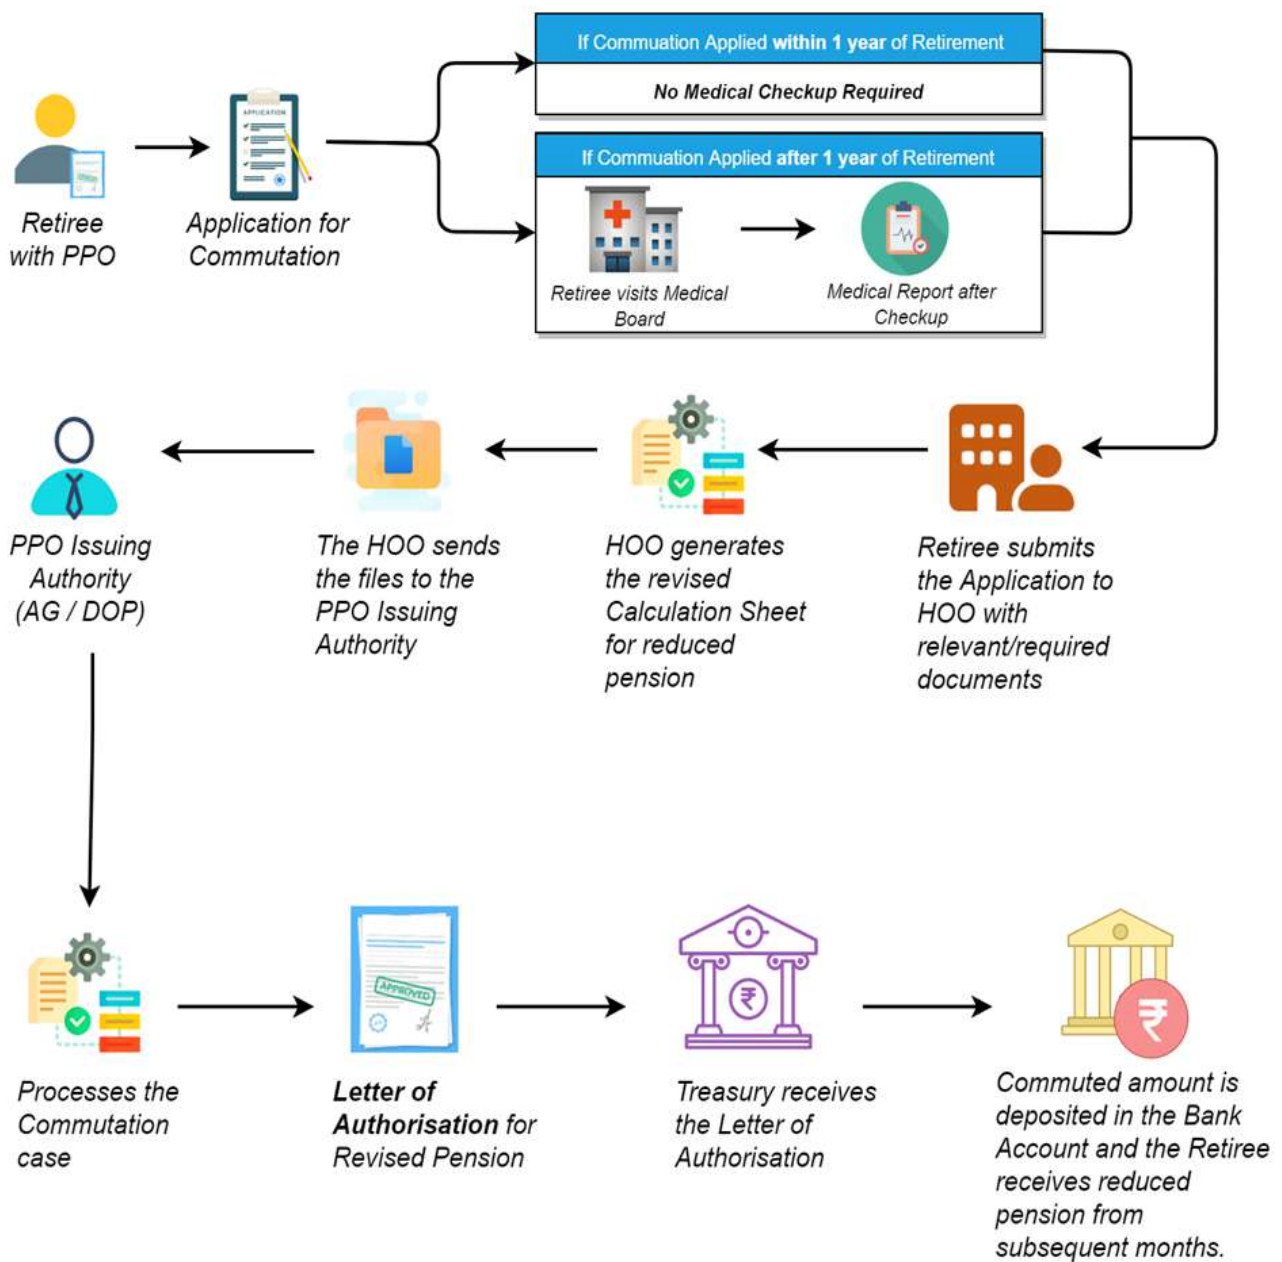 If Commuation Applied within 1 year of Retirement
No Medical Checkup Required
APPLICATION
If Commuation Applied after 1 year of Retirement
Retiree
with PPO
Application for
Commutation
Retiree visits Medical
Board
Medical Report after
Checkup
PPO Issuing
Authority
(AG / DOP)
The HOO sends
the files to the
PPO Issuing
Authority
HOO generates
the revised
Calculation Sheet
for reduced
pension
Retiree submits
the Application to
HOO with
relevant/required
documents
APPROVED
₹
₹
Processes the
Commutation
case
Letter of
Authorisation for
Revised Pension
Treasury receives
the Letter of
Authorisation
Commuted amount is
deposited in the Bank
Account and the Retiree
receives reduced
pension from
subsequent months.